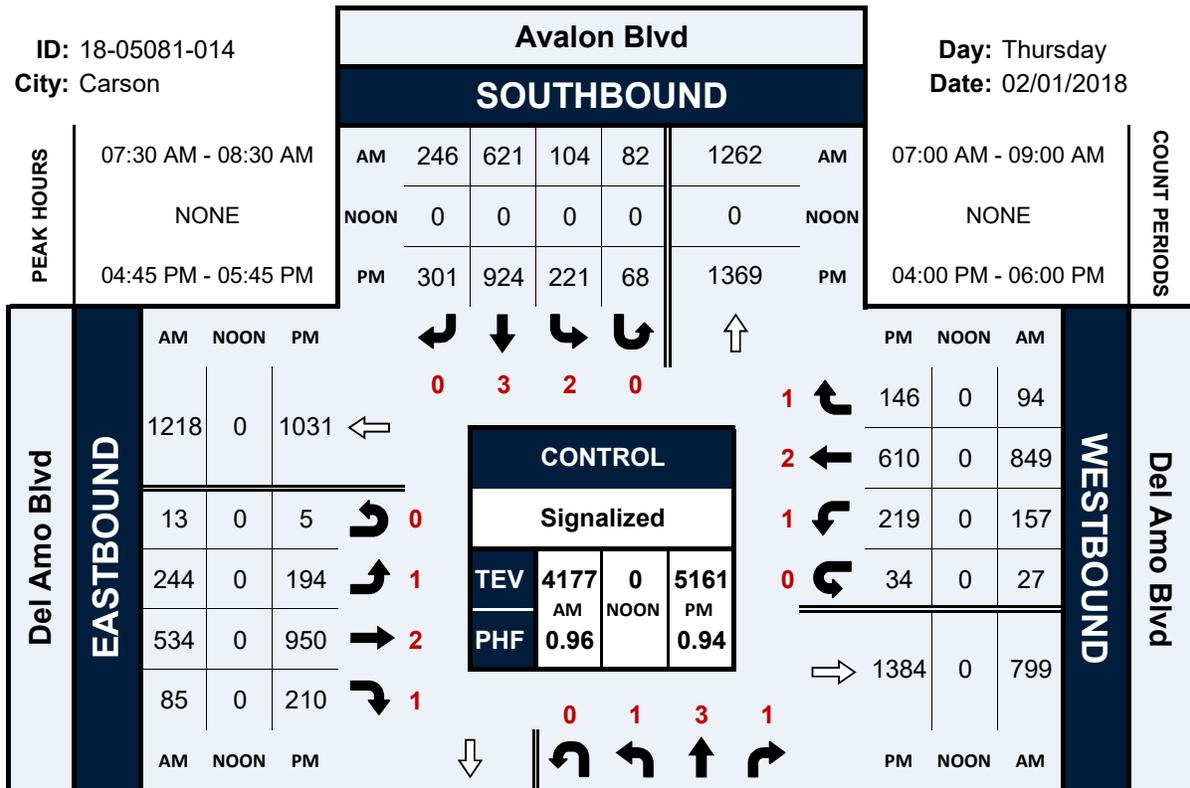 ID: 18-05081-014
City: Carson
Avalon Blvd
SOUTHBOUND
Day: Thursday
Date: 02/01/2018
PEAK HOURS
07:30 AM - 08:30 AM
NONE
04:45 PM - 05:45 PM
AM 246 621 104 82 1262 AM
NOON 0 0 0 0 0 NOON
PM 301 924 221 68 1369 PM
07:00 AM - 09:00 AM
NONE
04:00 PM - 06:00 PM
COUNT PERIODS
0 3 2 0
Del Amo Blvd
EASTBOUND
AM NOON PM
1218 0 1031
13 0 5 0
244 0 194 1
534 0 950 2
85 0 210 1
AM NOON PM
CONTROL
Signalized
TEV 4177 0 5161
AM NOON PM
PHF 0.96 0.94
PM NOON AM
1 146 0 94
2 610 0 849
1 219 0 157
0 34 0 27
1384 0 799
PM NOON AM
WESTBOUND
Del Amo Blvd
0 1 3 1